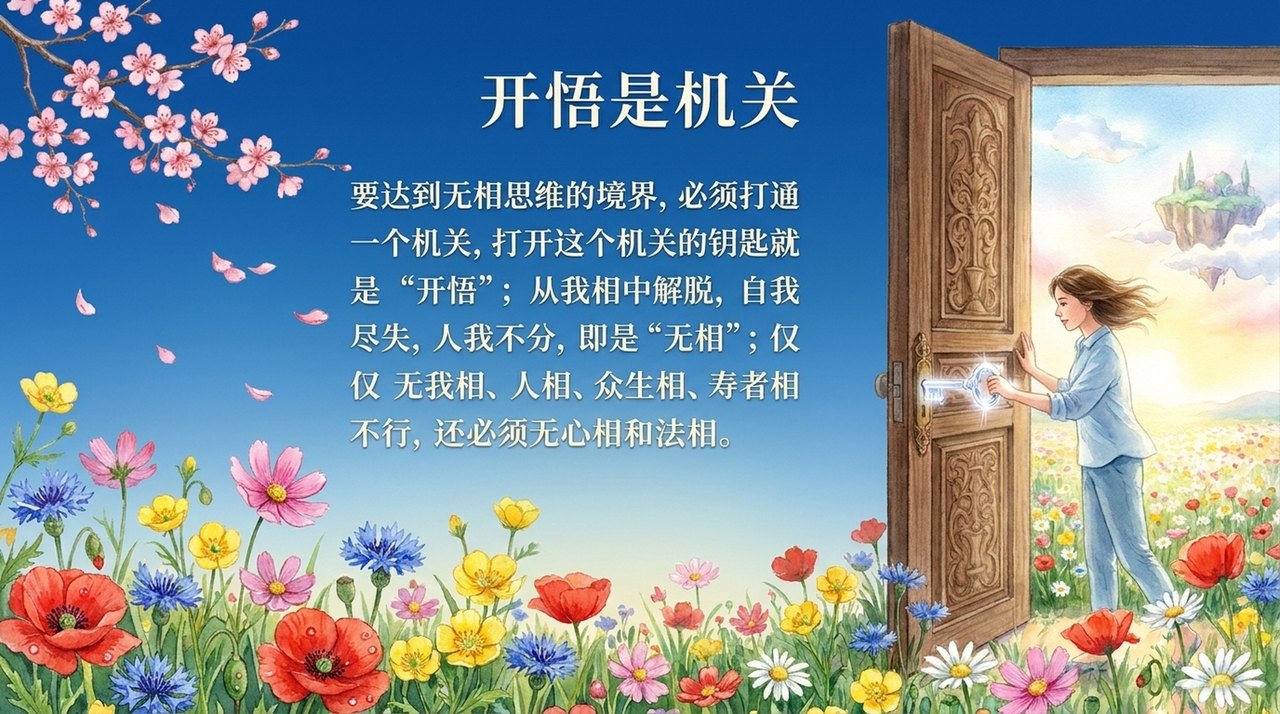 开悟是机关
要达到无相思维的境界, 必须打通
一个机关, 打开这个机关的钥匙就
是 “开悟”; 从我相中解脱, 自我
尽失, 人我不分, 即是“无相”; 仅
仅 无我相、人相、众生相、寿者相
不行, 还必须无心相和法相。